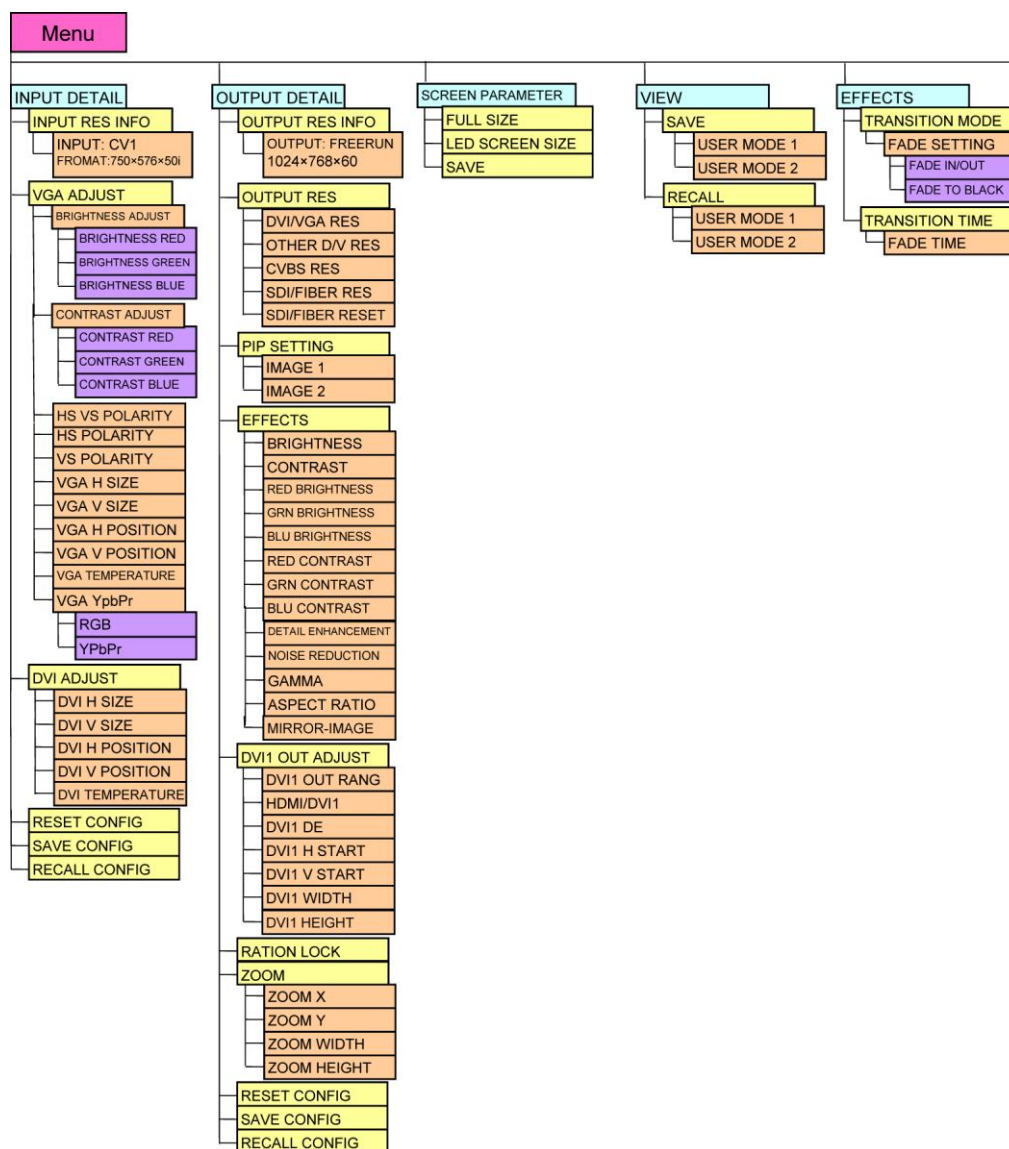 Menu
INPUT DETAIL
INPUT RES INFO
INPUT: CV1
FROMAT:750×576×50i
VGA ADJUST
BRIGHTNESS ADJUST
BRIGHTNESS RED
BRIGHTNESS GREEN
BRIGHTNESS BLUE
CONTRAST ADJUST
CONTRAST RED
CONTRAST GREEN
CONTRAST BLUE
HS VS POLARITY
HS POLARITY
VS POLARITY
VGA H SIZE
VGA V SIZE
VGA H POSITION
VGA V POSITION
VGA TEMPERATURE
VGA YpbPr
RGB
YPbPr
DVI ADJUST
DVI H SIZE
DVI V SIZE
DVI H POSITION
DVI V POSITION
DVI TEMPERATURE
RESET CONFIG
SAVE CONFIG
RECALL CONFIG
OUTPUT DETAIL
OUTPUT RES INFO
OUTPUT: FREERUN
1024×768×60
OUTPUT RES
DVI/VGA RES
OTHER D/V RES
CVBS RES
SDI/FIBER RES
SDI/FIBER RESET
PIP SETTING
IMAGE 1
IMAGE 2
EFFECTS
BRIGHTNESS
CONTRAST
RED BRIGHTNESS
GRN BRIGHTNESS
BLU BRIGHTNESS
RED CONTRAST
GRN CONTRAST
BLU CONTRAST
DETAIL ENHANCEMENT
NOISE REDUCTION
GAMMA
ASPECT RATIO
MIRROR-IMAGE
DVI1 OUT ADJUST
DVI1 OUT RANG
HDMI/DVI1
DVI1 DE
DVI1 H START
DVI1 V START
DVI1 WIDTH
DVI1 HEIGHT
RATION LOCK
ZOOM
ZOOM X
ZOOM Y
ZOOM WIDTH
ZOOM HEIGHT
RESET CONFIG
SAVE CONFIG
RECALL CONFIG
SCREEN PARAMETER
FULL SIZE
LED SCREEN SIZE
SAVE
VIEW
SAVE
USER MODE 1
USER MODE 2
RECALL
USER MODE 1
USER MODE 2
EFFECTS
TRANSITION MODE
FADE SETTING
FADE IN/OUT
FADE TO BLACK
TRANSITION TIME
FADE TIME